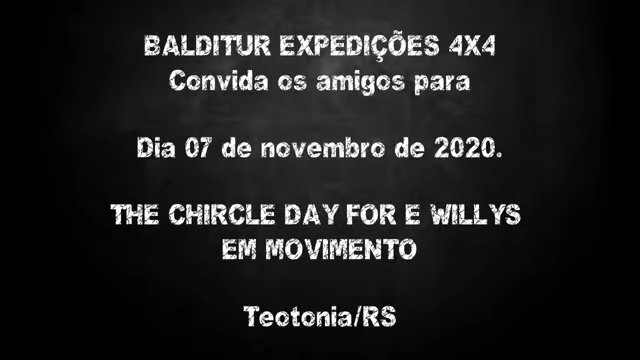 BALDITUR EXPEDIÇÕES 4X4
Convida os amigos para
Dia 07 de novembro de 2020.
THE CHIRCLE DAY FOR E WILLYS
EM MOVIMENTO
Teotonia/RS